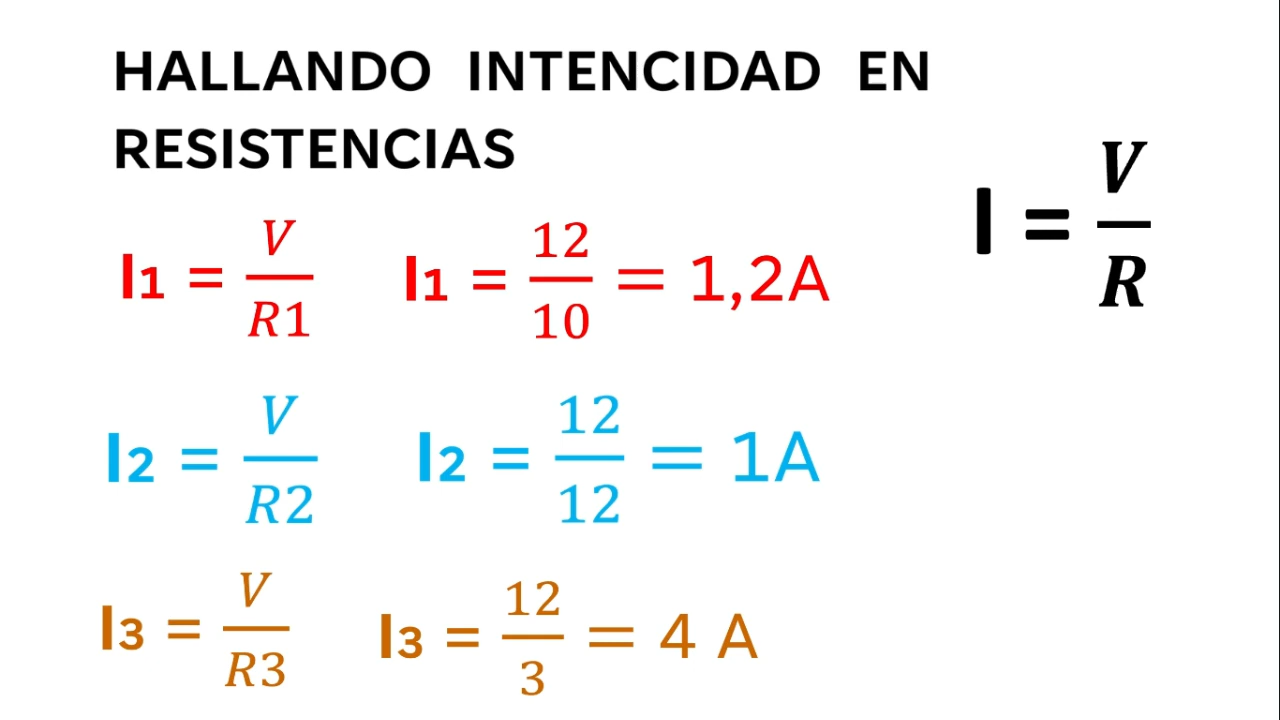 HALLANDO INTENCIDAD EN
RESISTENCIAS
I = V/R
I1 = V/R1 I1 = 12/10 = 1,2A
I2 = V/R2 I2 = 12/12 = 1A
I3 = V/R3 I3 = 12/3 = 4 A